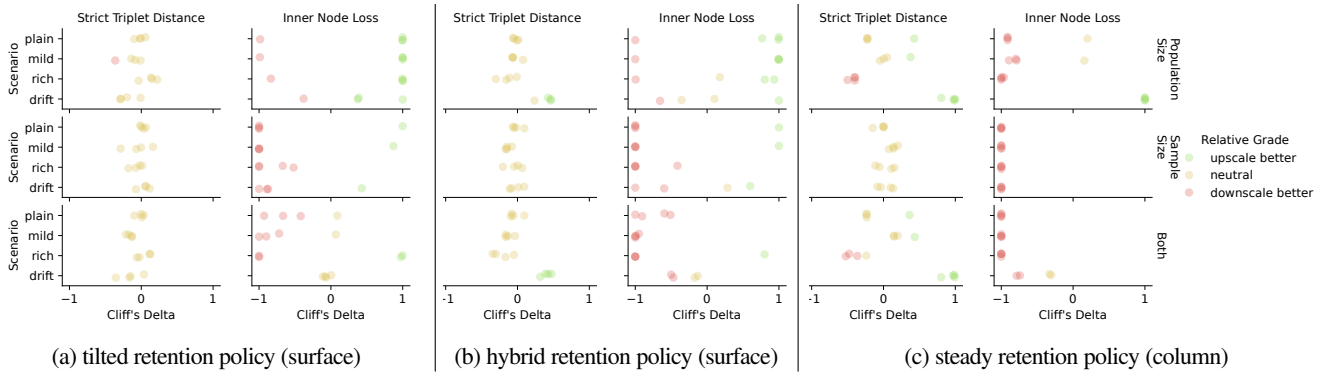 Strict Triplet Distance Inner Node Loss Strict Triplet Distance Inner Node Loss Strict Triplet Distance Inner Node Loss
Scenario
plain
mild
rich
drift
Population
Size
Scenario
plain
mild
rich
drift
Sample
Size
Scenario
plain
mild
rich
drift
Both
Relative Grade
upscale better
neutral
downscale better
−1 0 1 −1 0 1 −1 0 1 −1 0 1 -1 0 1 −1 0 1
Cliff's Delta Cliff's Delta Cliff's Delta Cliff's Delta Cliff's Delta Cliff's Delta
(a) tilted retention policy (surface) (b) hybrid retention policy (surface) (c) steady retention policy (column)